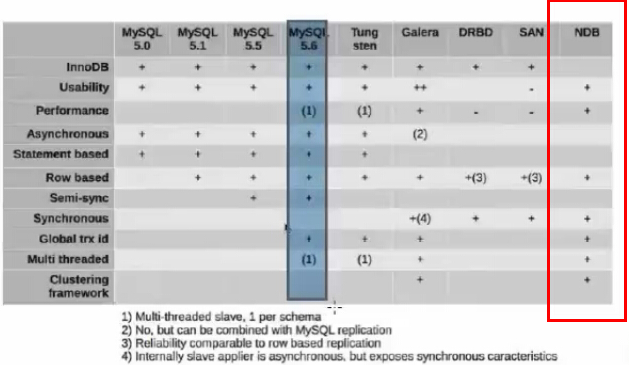 MySQL 5.0 MySQL 5.1 MySQL 5.5 MySQL 5.6 Tung sten Galera DRBD SAN NDB
InnoDB + + + + + + + +
Usability + + + + + ++ - +
Performance (1) (1) + - - +
Asynchronous + + + + + (2)
Statement based + + + + +
Row based + + + + + +(3) +(3) +
Semi-sync + +
Synchronous +(4) + + +
Global trx id + + + +
Multi threaded (1) (1) + +
Clustering framework + +
1) Multi-threaded slave, 1 per schema
2) No, but can be combined with MySQL replication
3) Reliability comparable to row based replication
4) Internally slave applier is asynchronous, but exposes synchronous caracteristics